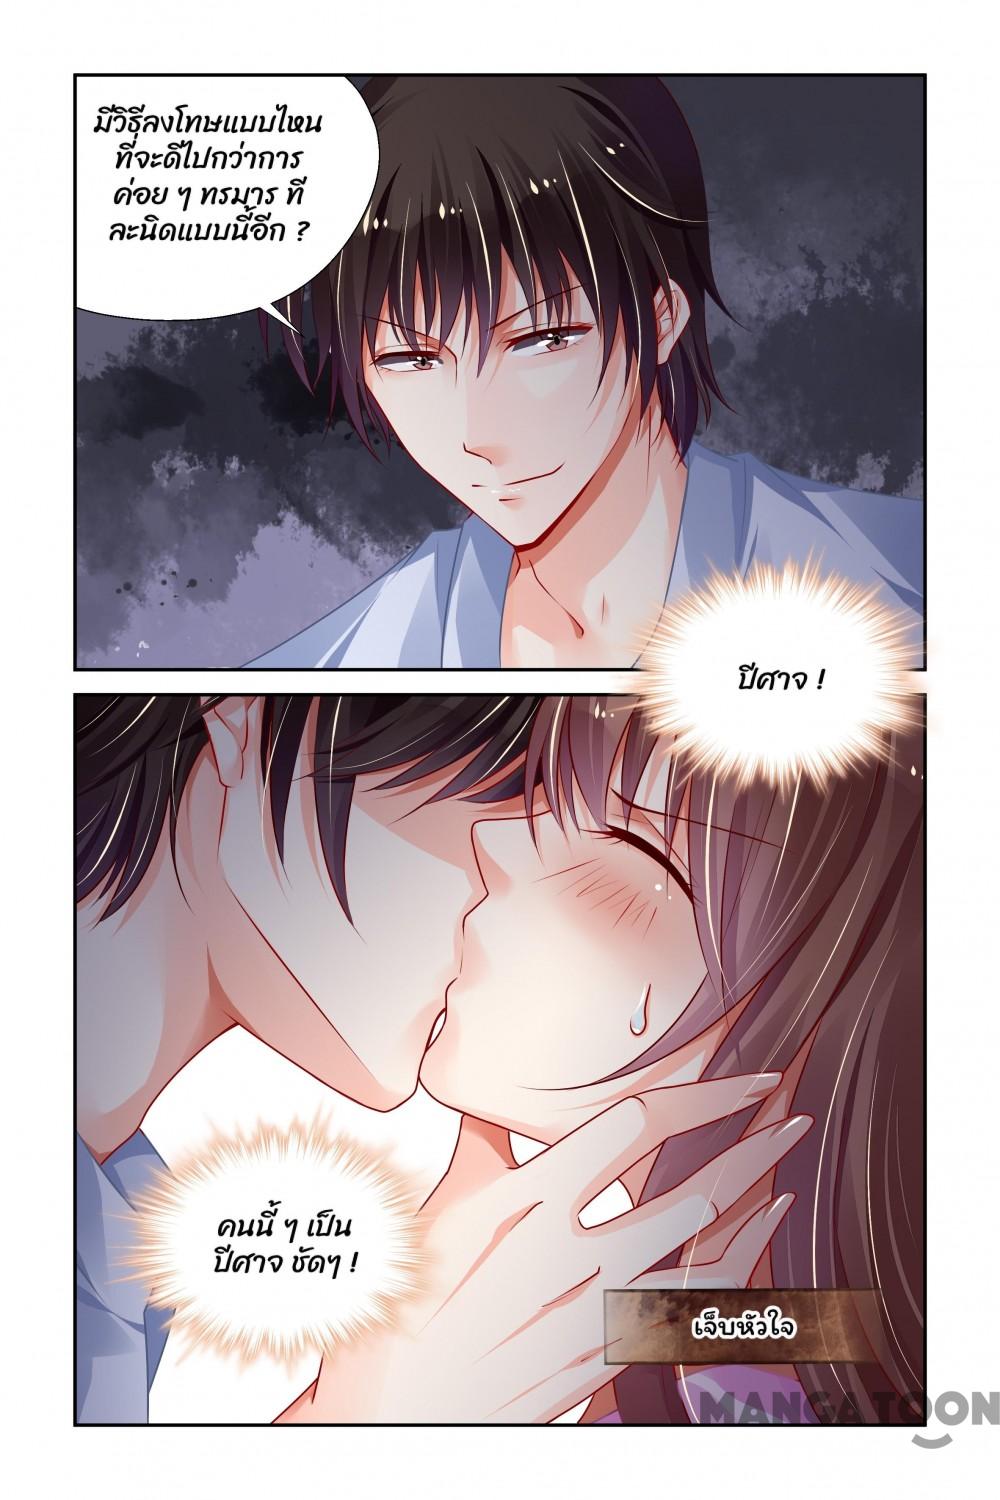 มีวิธีลงโทษแบบไหน
ที่จะดีไปกว่าการ
ค่อย ๆ ทรมาร ที
ละนิดแบบนี้อีก ?
ปีศาจ !
คนนี้ ๆ เป็น
ปีศาจ ชัดๆ !
เจ็บหัวใจ
MANGATOON